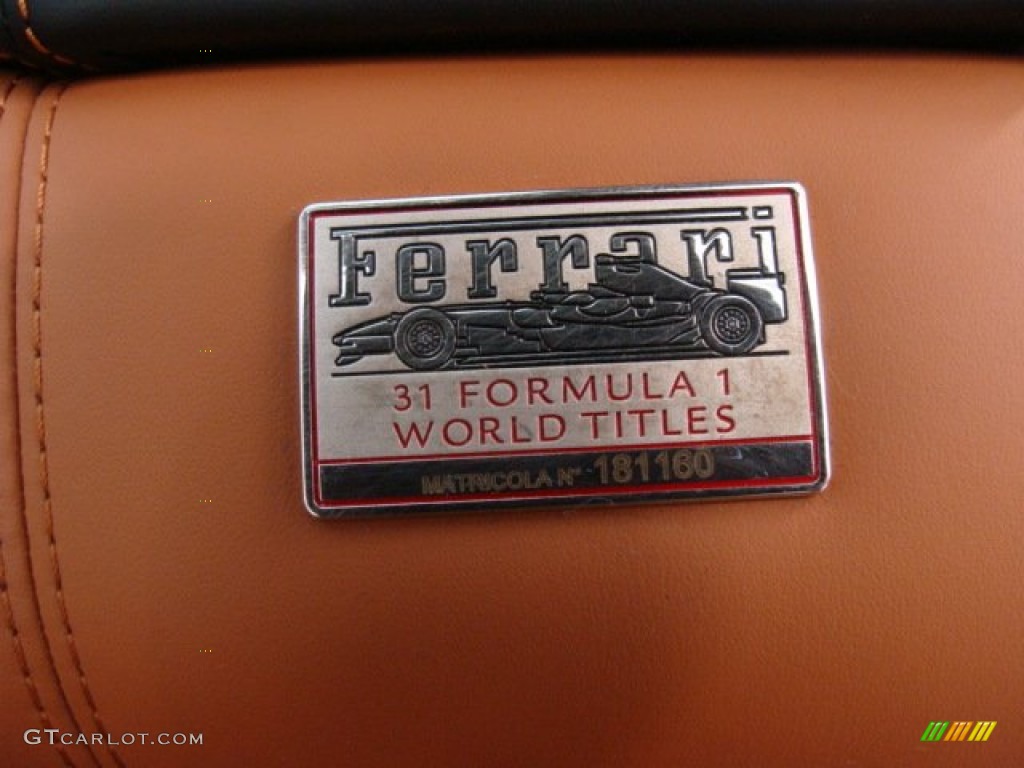 Ferrari
31 FORMULA 1
WORLD TITLES
MATRICOLA N° 181160
GTCARLOT.COM